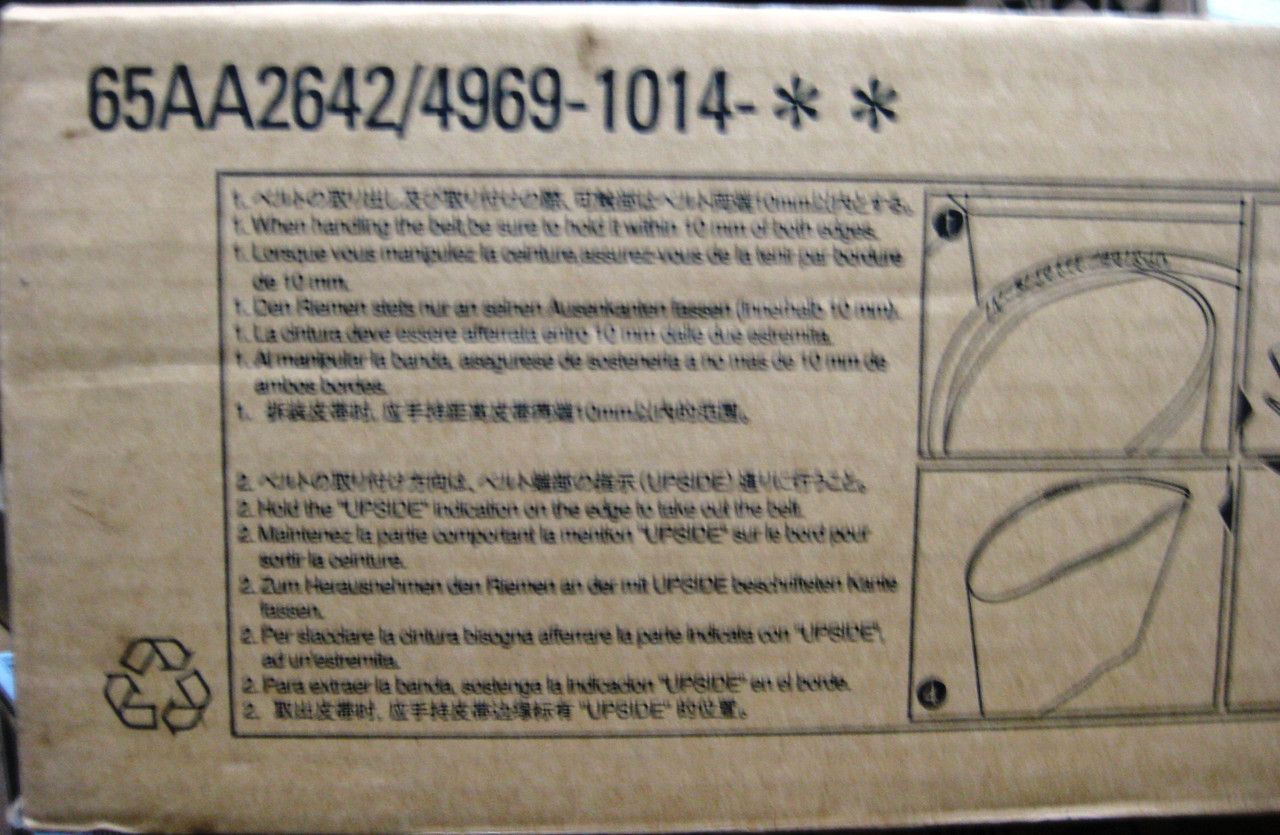 65AA2642/4969-1014-＊ ＊
1. ベルトの取り出し及び取り付けの際、可触部はベルト両端10mm以内とする。
1. When handling the belt,be sure to hold it within 10 mm of both edges.
1. Lorsque vous manipulez la ceinture,assurez-vous de la tenir par bordure
de 10 mm.
1. Den Riemen stets nur an seinen Ausenkanten fassen (innerhalb 10 mm).
1. La cintura deve essere afferrata entro 10 mm dalle due estremita.
1. Al manipular la banda, asegurese de sostenerla a no mas de 10 mm de
ambos bordes.
1. 拆装皮带时, 应手持距离皮带两端10mm以内的范围。
2. ベルトの取り付け方向は、ベルト端部の指示 (UPSIDE) 通りに行うこと。
2. Hold the "UPSIDE" indication on the edge to take out the belt.
2. Maintenez la partie comportant la mention "UPSIDE" sur le bord pour
sortir la ceinture.
2. Zum Herausnehmen den Riemen an der mit UPSIDE beschrifteten Kante
fassen.
2. Per slacciare la cintura bisogna afferrare la parte indicata con "UPSIDE",
ad un'estremita.
2. Para extraer la banda, sostenga la indicacion "UPSIDE" en el borde.
2. 取出皮带时, 应手持皮带边缘标有 "UPSIDE" 的位置。
1
4